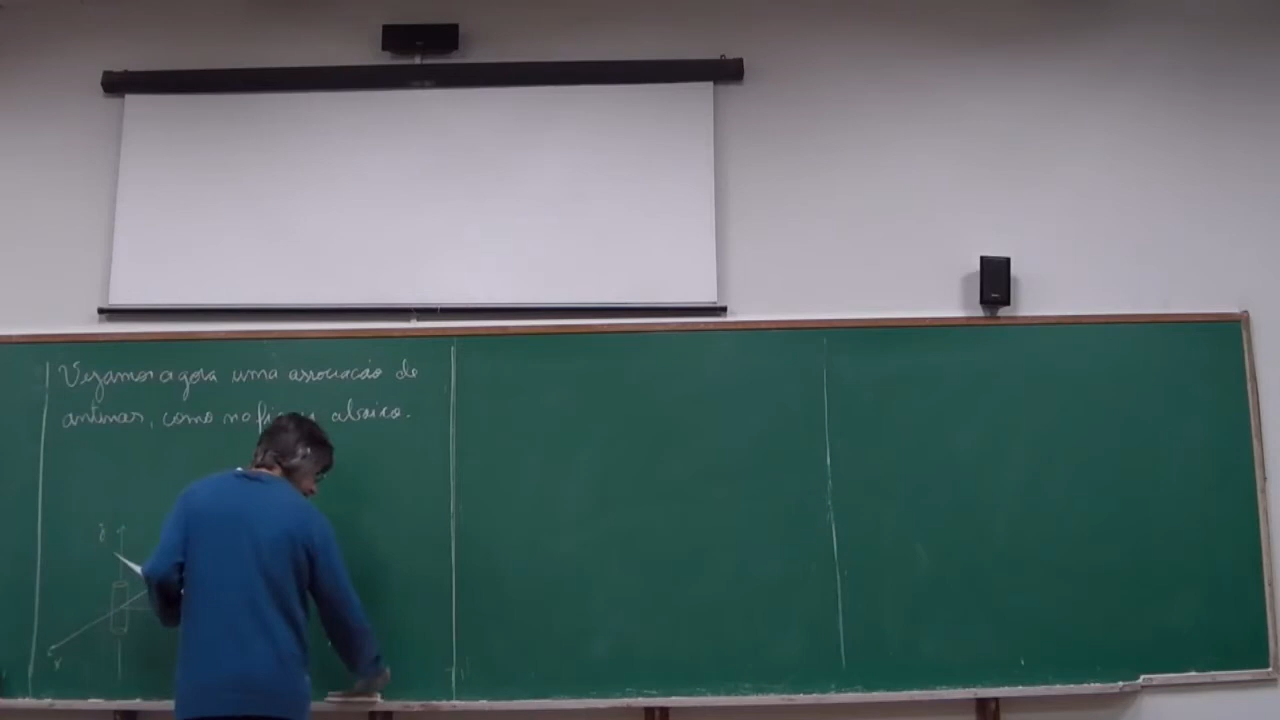 Vejamos agora uma associação de
antenas, como na abaixo.
z
x